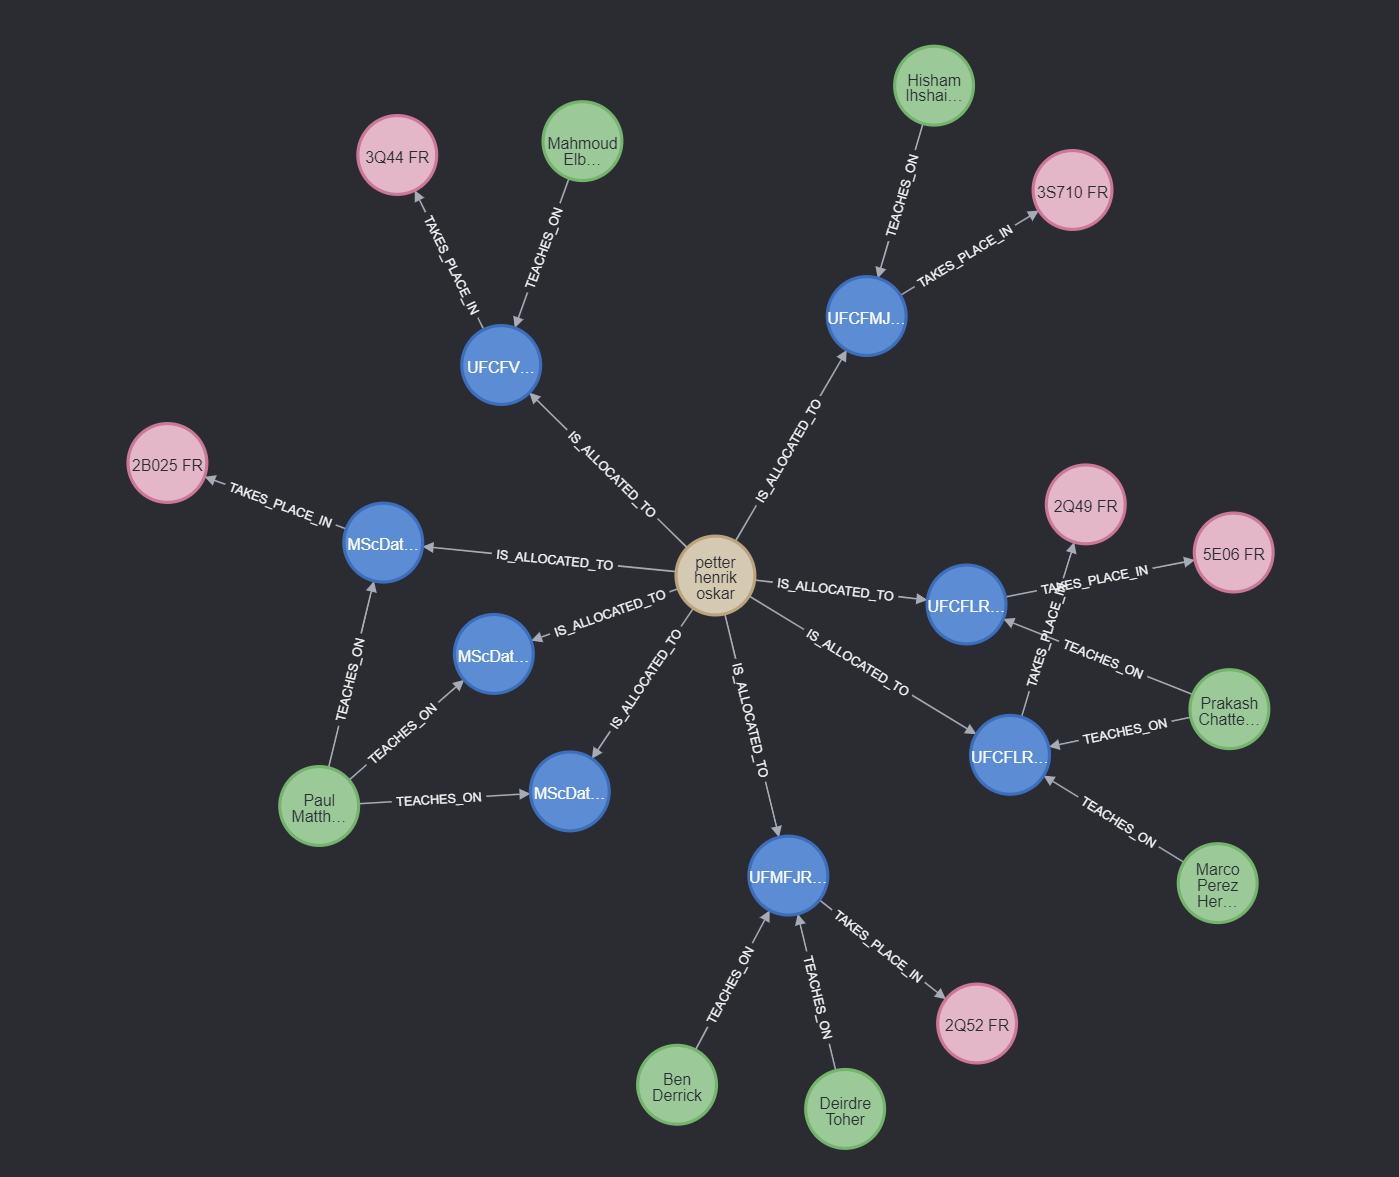 Hisham
Ihshai...
3Q44 FR
Mahmoud
Elb...
3S710 FR
TEACHES_ON
TAKES_PLACE_IN
TEACHES_ON
TAKES_PLACE_IN
UFCFMJ...
UFCFV...
IS_ALLOCATED_TO
IS_ALLOCATED_TO
2B025 FR
TAKES_PLACE_IN
MScDat...
IS_ALLOCATED_TO
petter
henrik
oskar
2Q49 FR
5E06 FR
IS_ALLOCATED_TO
UFCFLR...
TAKES_PLACE_IN
TAKES_PLACE_IN
IS_ALLOCATED_TO
MScDat...
IS_ALLOCATED_TO
IS_ALLOCATED_TO
TEACHES_ON
TEACHES_ON
Prakash
Chatte...
TEACHES_ON
TEACHES_ON
IS_ALLOCATED_TO
UFCFLR...
Paul
Matth...
TEACHES_ON
MScDat...
TEACHES_ON
UFMFJR...
Marco
Perez
Her...
TEACHES_ON
TEACHES_ON
TAKES_PLACE_IN
2Q52 FR
Ben
Derrick
Deirdre
Toher